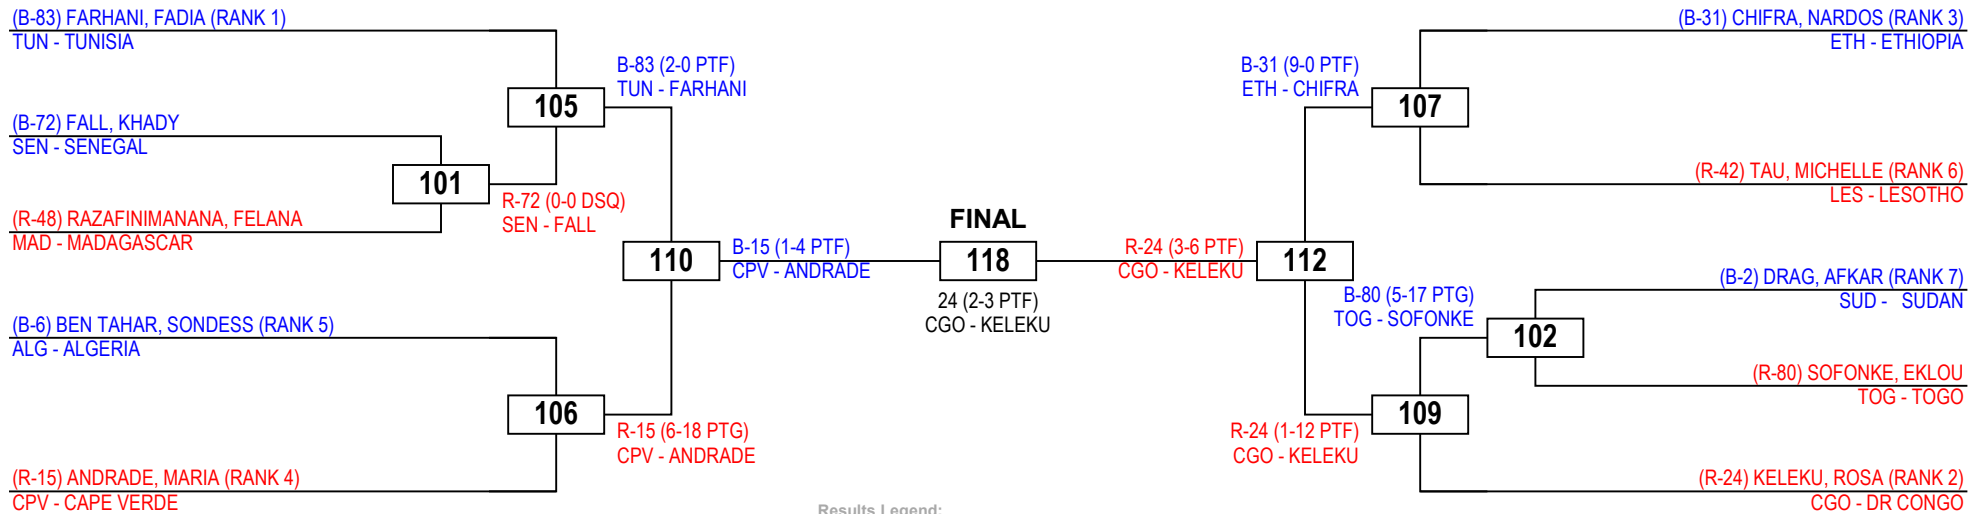 (B-83) FARHANI, FADIA (RANK 1)
TUN - TUNISIA
(B-72) FALL, KHADY
SEN - SENEGAL
(R-48) RAZAFINIMANANA, FELANA
MAD - MADAGASCAR
(B-6) BEN TAHAR, SONDESS (RANK 5)
ALG - ALGERIA
(R-15) ANDRADE, MARIA (RANK 4)
CPV - CAPE VERDE
101
R-72 (0-0 DSQ)
SEN - FALL
105
B-83 (2-0 PTF)
TUN - FARHANI
106
R-15 (6-18 PTG)
CPV - ANDRADE
110
B-15 (1-4 PTF)
CPV - ANDRADE
FINAL
118
24 (2-3 PTF)
CGO - KELEKU
Results Legend:
R-24 (3-6 PTF)
CGO - KELEKU
112
B-31 (9-0 PTF)
ETH - CHIFRA
107
R-24 (1-12 PTF)
CGO - KELEKU
109
B-80 (5-17 PTG)
TOG - SOFONKE
102
(B-31) CHIFRA, NARDOS (RANK 3)
ETH - ETHIOPIA
(R-42) TAU, MICHELLE (RANK 6)
LES - LESOTHO
(B-2) DRAG, AFKAR (RANK 7)
SUD - SUDAN
(R-80) SOFONKE, EKLOU
TOG - TOGO
(R-24) KELEKU, ROSA (RANK 2)
CGO - DR CONGO